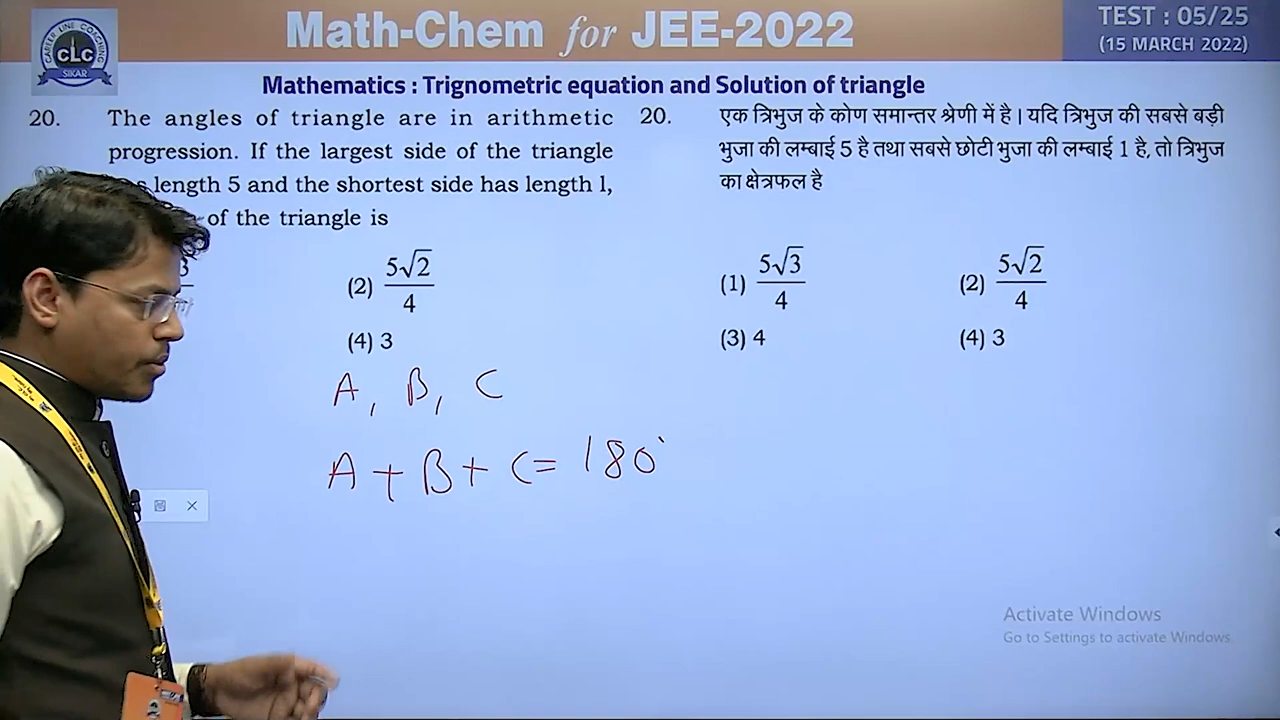 Math-Chem for JEE-2022
TEST : 05/25
(15 MARCH 2022)
CAREER LINE COACHING
CLC
SIKAR
Mathematics : Trignometric equation and Solution of triangle
20. The angles of triangle are in arithmetic
progression. If the largest side of the triangle
length 5 and the shortest side has length 1,
of the triangle is
3
(2) 5√2/4
(4) 3
20. एक त्रिभुज के कोण समान्तर श्रेणी में है। यदि त्रिभुज की सबसे बड़ी
भुजा की लम्बाई 5 है तथा सबसे छोटी भुजा की लम्बाई 1 है, तो त्रिभुज
का क्षेत्रफल है
(1) 5√3/4 (2) 5√2/4
(3) 4 (4) 3
A, B, C
A + B + C = 180°
Activate Windows
Go to Settings to activate Windows.